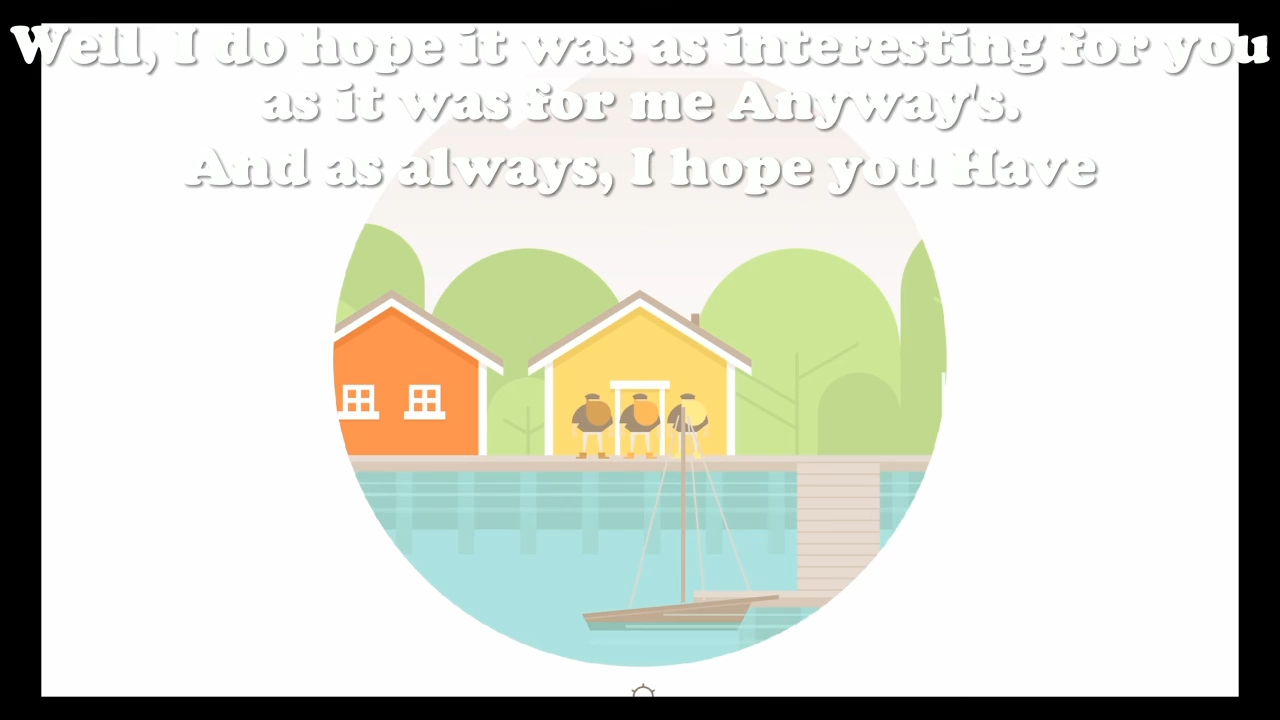 Well, I do hope it was as interesting for you
as it was for me Anyway's.
And as always, I hope you Have